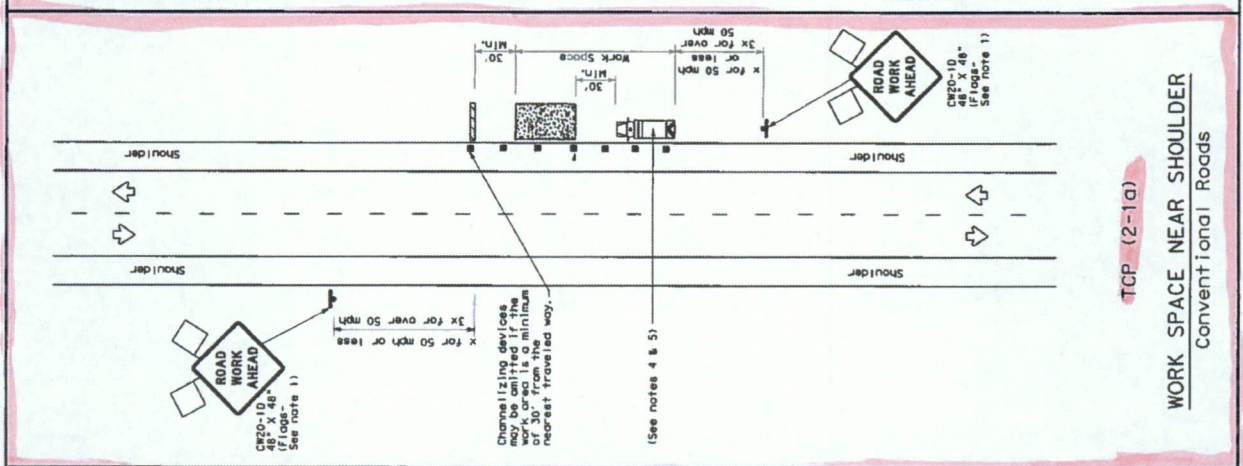 Shoulder
Shoulder
30'
Min.
Work Space
30'
Min.
x for 50 mph
or less
3x for over
50 mph
ROAD
WORK
AHEAD
CW20-1D
48" X 48"
(Flags-
See note 1)
Shoulder
Shoulder
ROAD
WORK
AHEAD
CW20-1D
48" X 48"
(Flags-
See note 1)
x for 50 mph or less
3x for over 50 mph
Channelizing devices
may be omitted if the
work area is a minimum
of 30' from the
nearest traveled way.
(See notes 4 & 5)
TCP (2-1a)
WORK SPACE NEAR SHOULDER
Conventional Roads